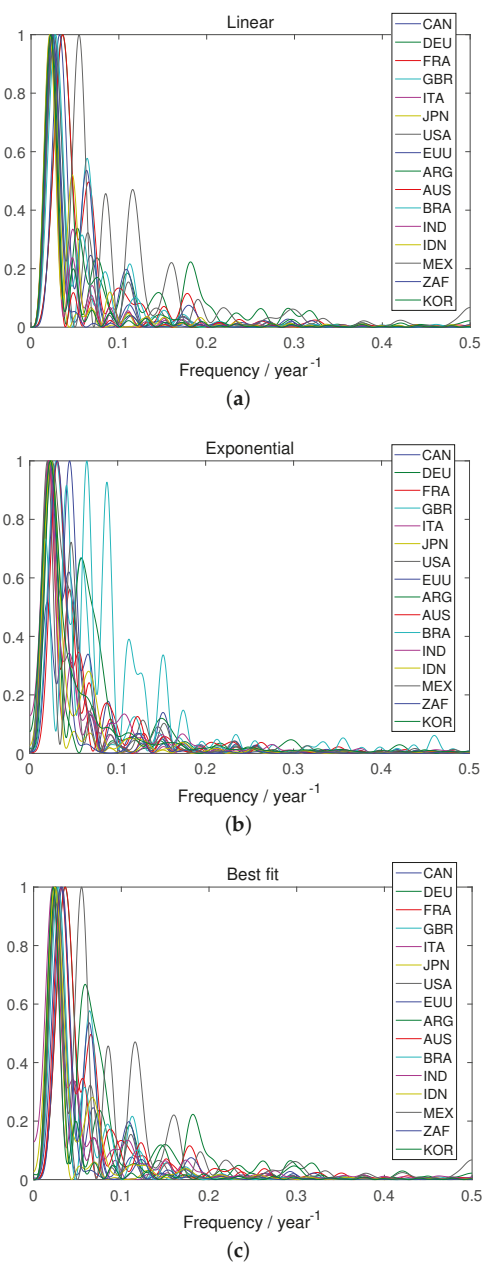 Linear
1
0.8
0.6
0.4
0.2
0
0 0.1 0.2 0.3 0.4 0.5
Frequency / year-1
CAN
DEU
FRA
GBR
ITA
JPN
USA
EUU
ARG
AUS
BRA
IND
IDN
MEX
ZAF
KOR
(a)
Exponential
1
0.8
0.6
0.4
0.2
0
0 0.1 0.2 0.3 0.4 0.5
Frequency / year-1
CAN
DEU
FRA
GBR
ITA
JPN
USA
EUU
ARG
AUS
BRA
IND
IDN
MEX
ZAF
KOR
(b)
Best fit
1
0.8
0.6
0.4
0.2
0
0 0.1 0.2 0.3 0.4 0.5
Frequency / year-1
CAN
DEU
FRA
GBR
ITA
JPN
USA
EUU
ARG
AUS
BRA
IND
IDN
MEX
ZAF
KOR
(c)